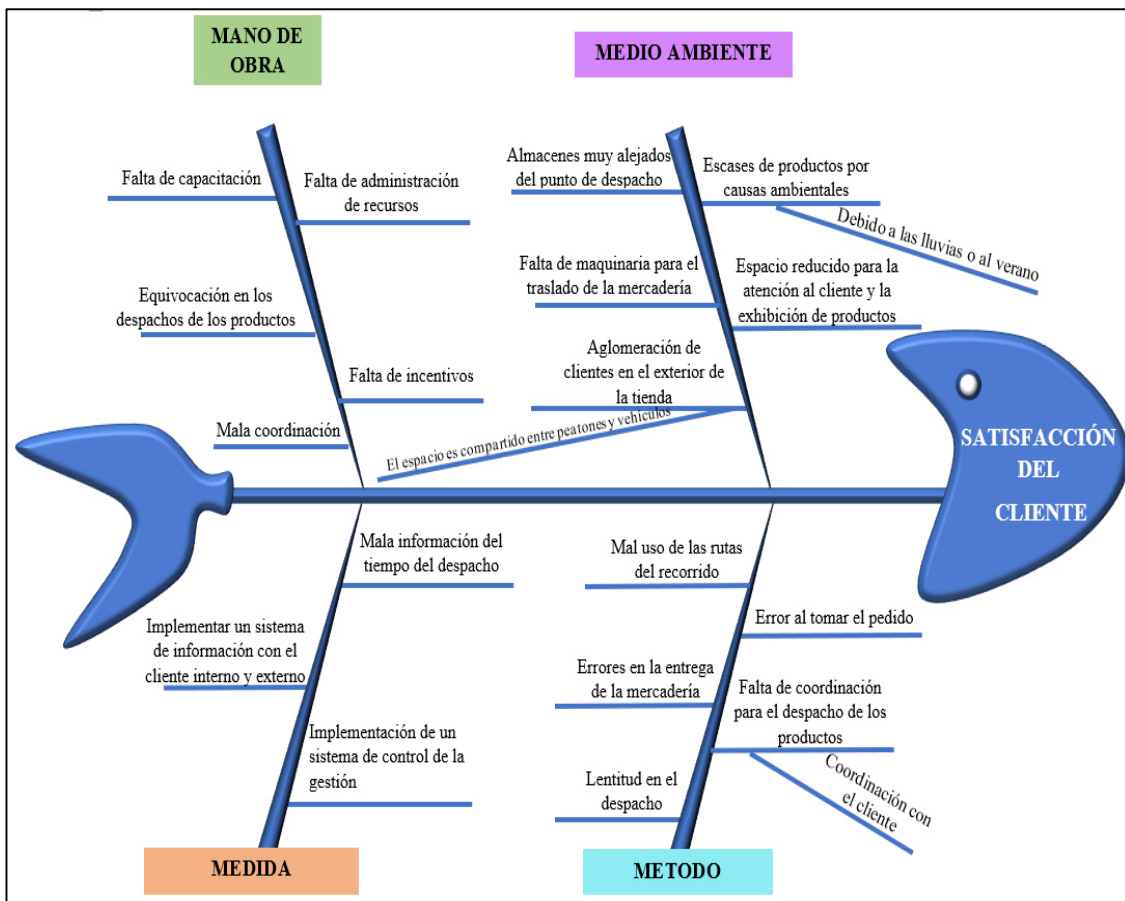 MANO DE
OBRA
MEDIO AMBIENTE
Falta de capacitación
Falta de administración
de recursos
Equivocación en los
despachos de los productos
Falta de incentivos
Mala coordinación
Almacenes muy alejados
del punto de despacho
Escases de productos por
causas ambientales
Debido a las lluvias o al verano
Falta de maquinaria para el
traslado de la mercadería
Espacio reducido para la
atención al cliente y la
exhibición de productos
Aglomeración de
clientes en el exterior de
la tienda
El espacio es compartido entre peatones y vehículos
SATISFACCIÓN
DEL
CLIENTE
Mala información del
tiempo del despacho
Implementar un sistema
de información con el
cliente interno y externo
Implementación de un
sistema de control de la
gestión
Mal uso de las rutas
del recorrido
Error al tomar el pedido
Errores en la entrega
de la mercadería
Falta de coordinación
para el despacho de los
productos
Coordinación con
el cliente
Lentitud en el
despacho
MEDIDA
METODO